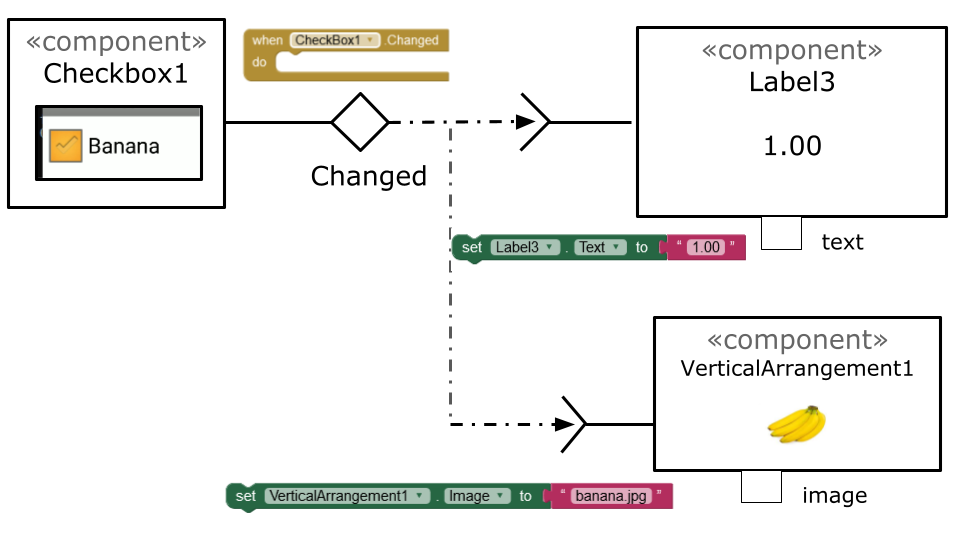 «component»
Checkbox1
Banana
when CheckBox1 .Changed
do
Changed
«component»
Label3
1.00
text
set Label3 . Text to " 1.00 "
«component»
VerticalArrangement1
image
set VerticalArrangement1 . Image to " banana.jpg "